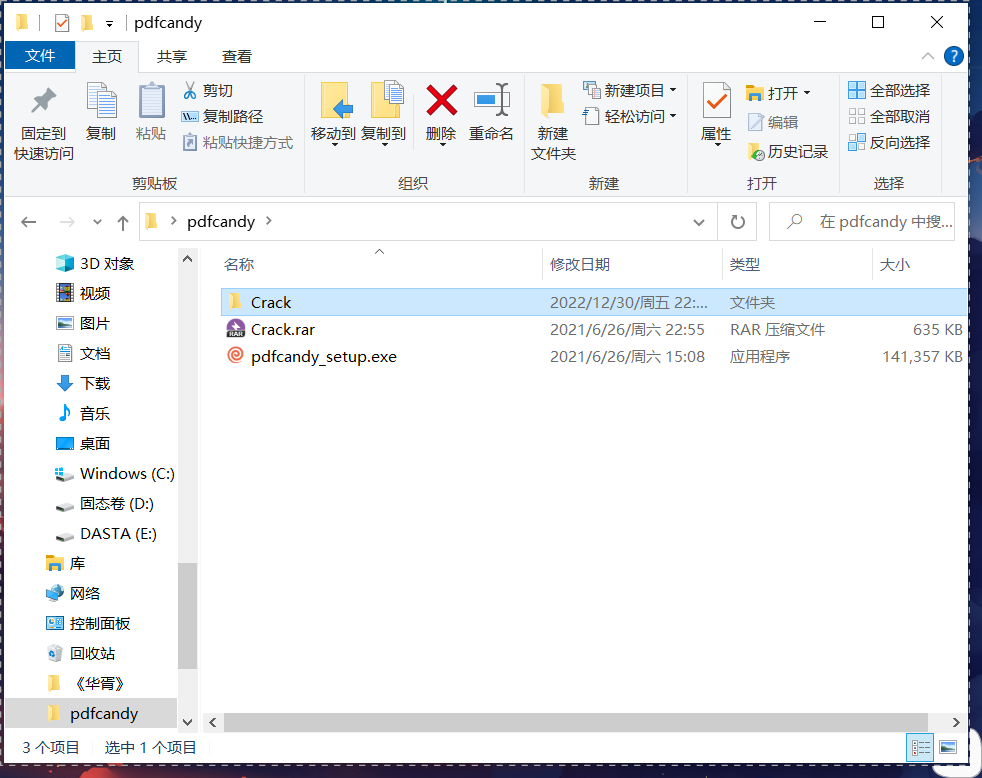 pdfcandy
文件 主页 共享 查看
固定到
快速访问
复制
粘贴
剪切
复制路径
粘贴快捷方式
剪贴板
移动到
复制到
删除
重命名
组织
新建
文件夹
新建项目
轻松访问
新建
属性
打开
编辑
历史记录
打开
全部选择
全部取消
反向选择
选择
pdfcandy
在 pdfcandy 中搜...
3D 对象
视频
图片
文档
下载
音乐
桌面
Windows (C:)
固态卷 (D:)
DASTA (E:)
库
网络
控制面板
回收站
《华胥》
pdfcandy
名称 修改日期 类型 大小
Crack 2022/12/30/周五 22:... 文件夹
Crack.rar 2021/6/26/周六 22:55 RAR 压缩文件 635 KB
pdfcandy_setup.exe 2021/6/26/周六 15:08 应用程序 141,357 KB
3 个项目 选中 1 个项目